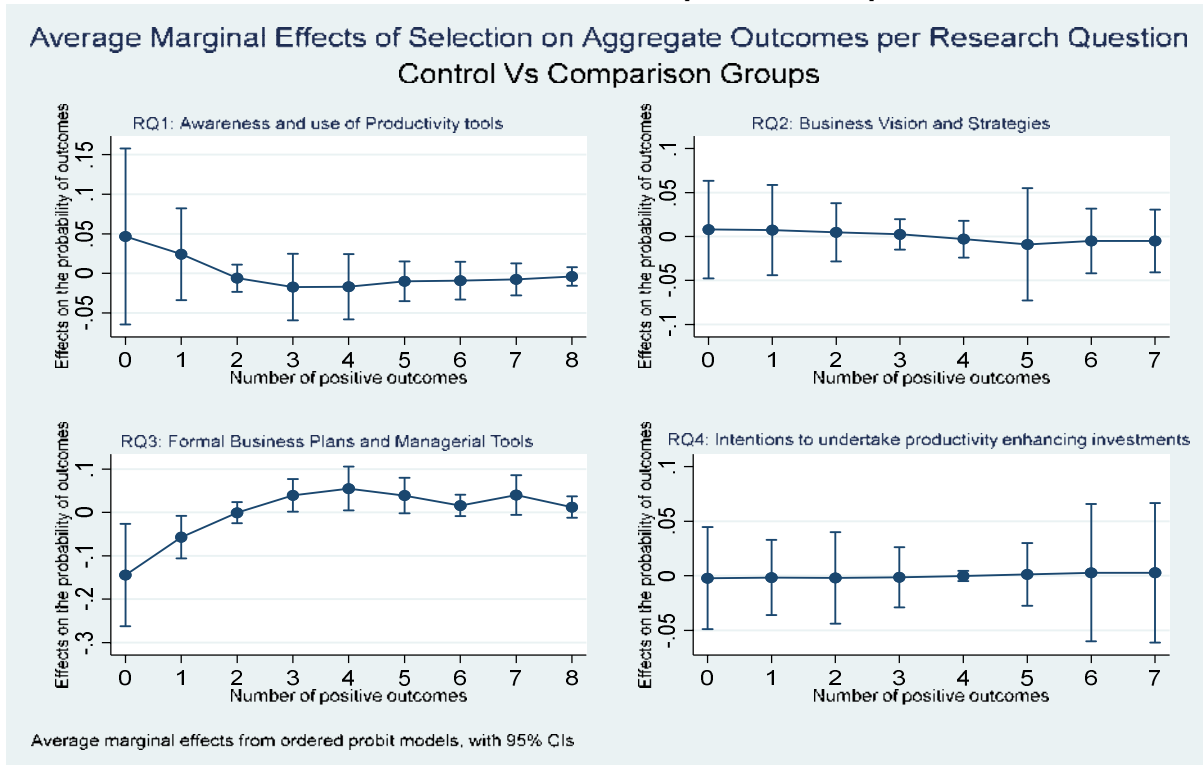 Average Marginal Effects of Selection on Aggregate Outcomes per Research Question
Control Vs Comparison Groups
RQ1: Awareness and use of Productivity tools
Effects on the probability of outcomes
.15
.1
.05
0
-.05
0 1 2 3 4 5 6 7 8
Number of positive outcomes
RQ2: Business Vision and Strategies
Effects on the probability of outcomes
.1
.05
0
-.05
-.1
0 1 2 3 4 5 6 7
Number of positive outcomes
RQ3: Formal Business Plans and Managerial Tools
Effects on the probability of outcomes
.1
0
-.1
-.2
-.3
0 1 2 3 4 5 6 7 8
Number of positive outcomes
RQ4: Intentions to undertake productivity enhancing investments
Effects on the probability of outcomes
.1
.05
0
-.05
0 1 2 3 4 5 6 7
Number of positive outcomes
Average marginal effects from ordered probit models, with 95% CIs